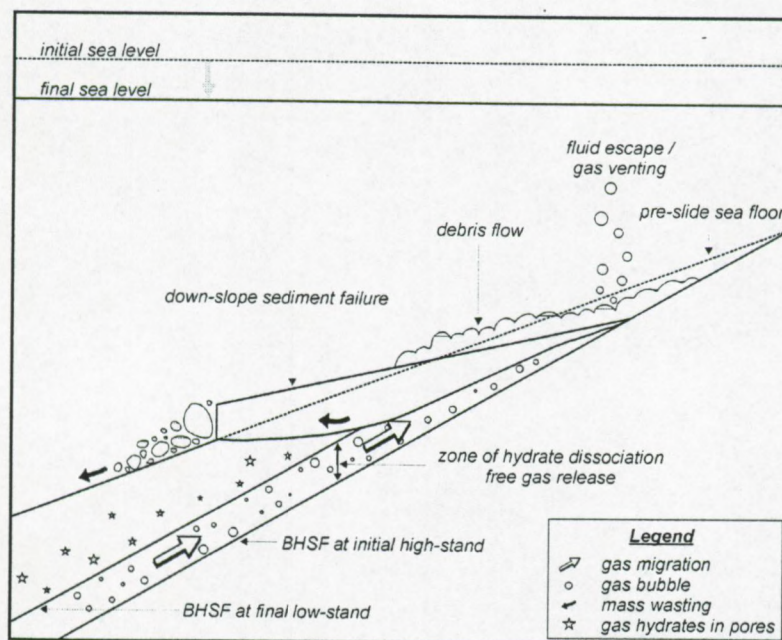 initial sea level
final sea level
fluid escape /
gas venting
pre-slide sea floor
debris flow
down-slope sediment failure
zone of hydrate dissociation
free gas release
BHSF at initial high-stand
BHSF at final low-stand
Legend
gas migration
gas bubble
mass wasting
gas hydrates in pores